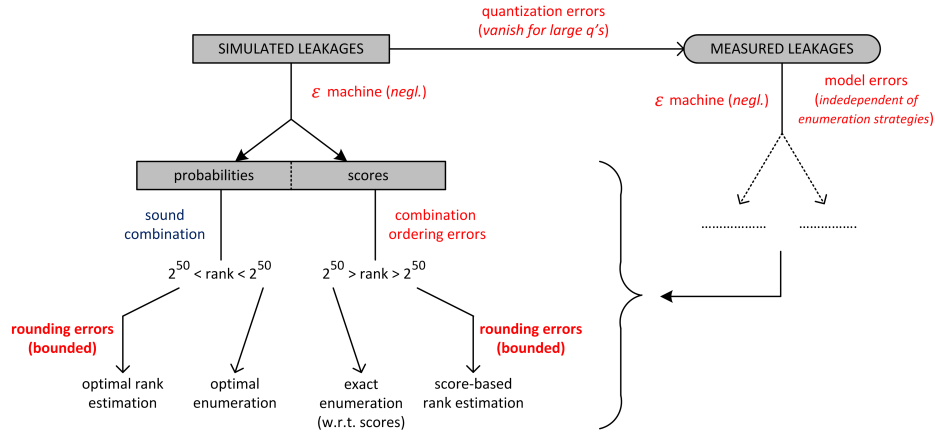 quantization errors
(vanish for large q's)
SIMULATED LEAKAGES
MEASURED LEAKAGES
ε machine (negl.)
ε machine (negl.)
model errors
(indedependent of
enumeration strategies)
probabilities
scores
sound
combination
combination
ordering errors
.................
...............
2^50 < rank < 2^50
2^50 > rank > 2^50
rounding errors
(bounded)
rounding errors
(bounded)
optimal rank
estimation
optimal
enumeration
exact
enumeration
(w.r.t. scores)
score-based
rank estimation